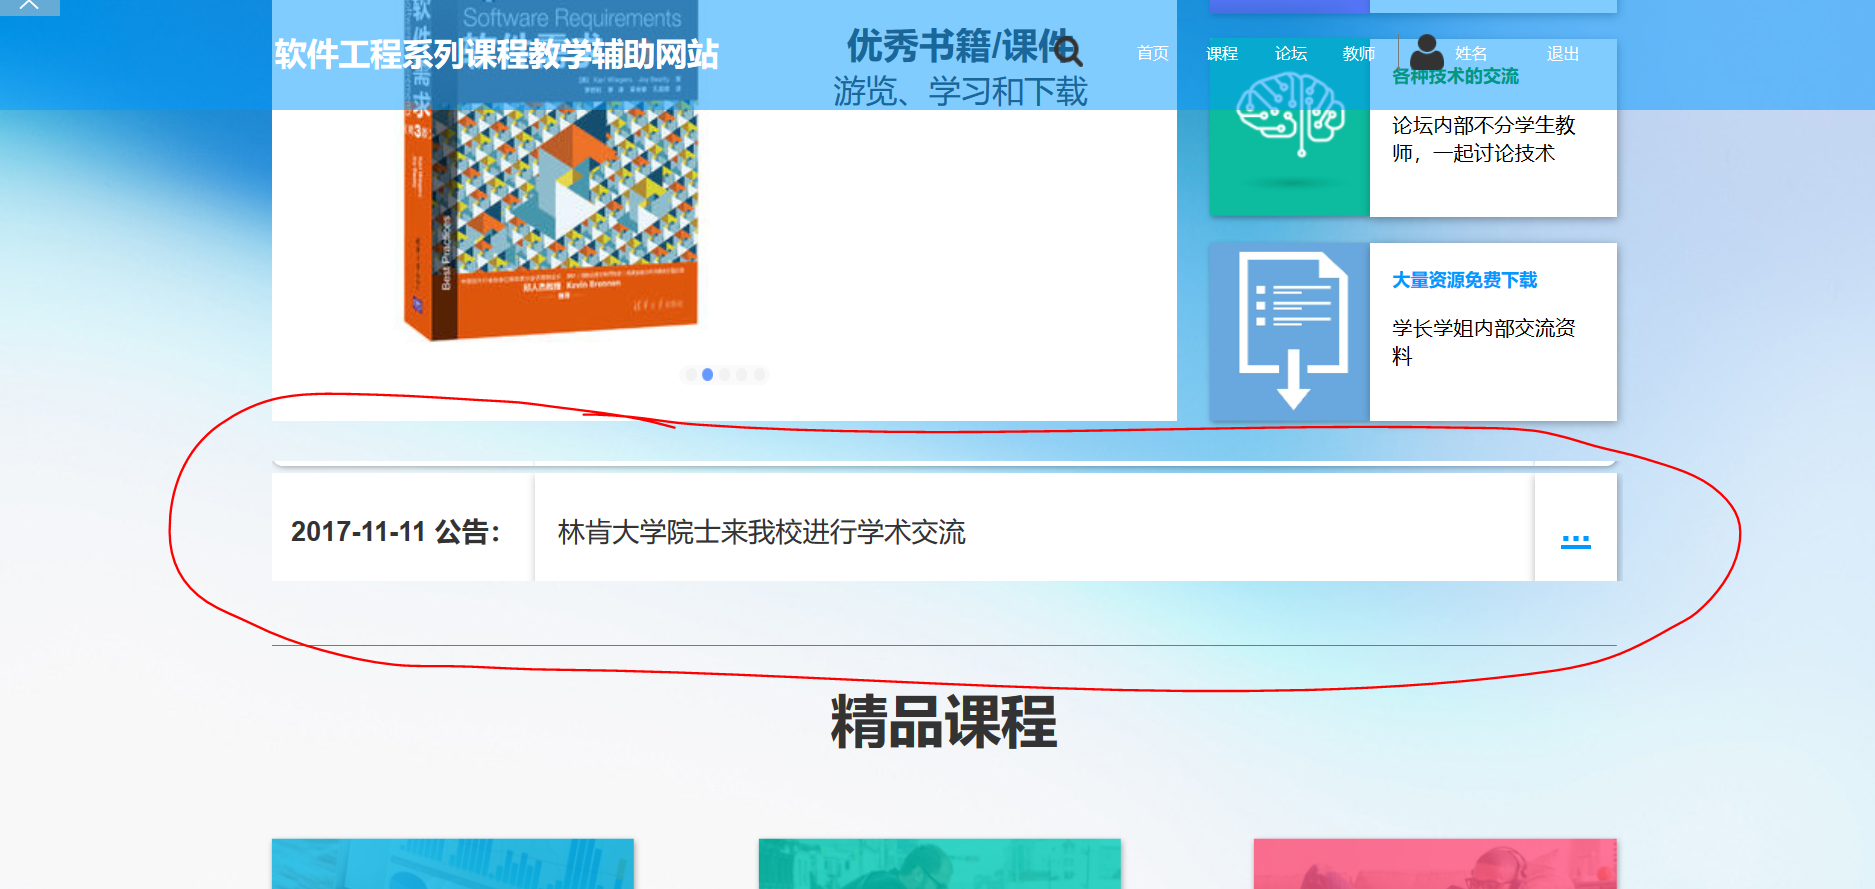 Software Requirements
软件工程系列课程教学辅助网站
优秀书籍/课件
游览、学习和下载
首页 课程 论坛 教师 姓名 退出
各种技术的交流
论坛内部不分学生教
师，一起讨论技术
Best Practices
Kevin Brennan
大量资源免费下载
学长学姐内部交流资
料
2017-11-11 公告：
林肯大学院士来我校进行学术交流
...
精品课程